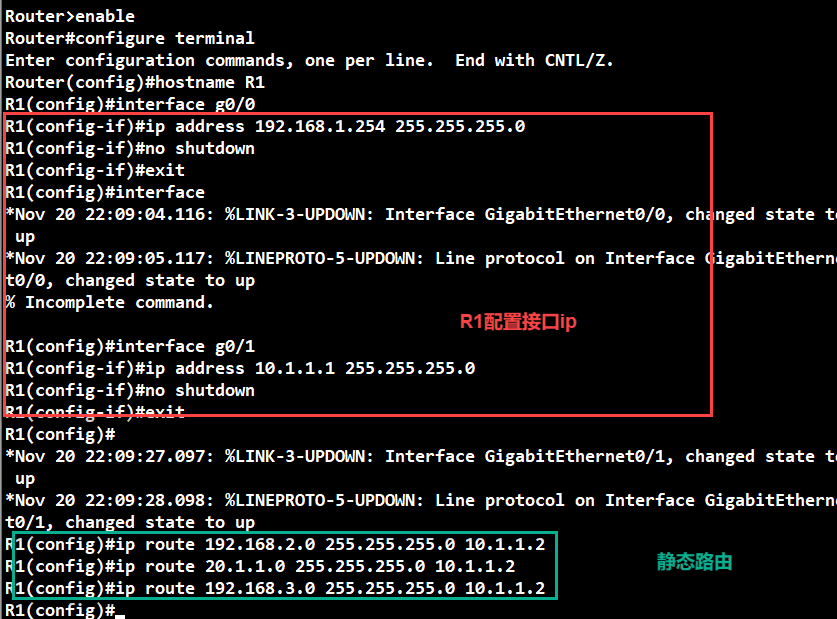 Router>enable
Router#configure terminal
Enter configuration commands, one per line.  End with CNTL/Z.
Router(config)#hostname R1
R1(config)#interface g0/0
R1(config-if)#ip address 192.168.1.254 255.255.255.0
R1(config-if)#no shutdown
R1(config-if)#exit
R1(config)#interface
*Nov 20 22:09:04.116: %LINK-3-UPDOWN: Interface GigabitEthernet0/0, changed state to
 up
*Nov 20 22:09:05.117: %LINEPROTO-5-UPDOWN: Line protocol on Interface GigabitEtherne
t0/0, changed state to up
% Incomplete command.
R1配置接口ip
R1(config)#interface g0/1
R1(config-if)#ip address 10.1.1.1 255.255.255.0
R1(config-if)#no shutdown
R1(config-if)#exit
R1(config)#
*Nov 20 22:09:27.097: %LINK-3-UPDOWN: Interface GigabitEthernet0/1, changed state to
 up
*Nov 20 22:09:28.098: %LINEPROTO-5-UPDOWN: Line protocol on Interface GigabitEtherne
t0/1, changed state to up
R1(config)#ip route 192.168.2.0 255.255.255.0 10.1.1.2
R1(config)#ip route 20.1.1.0 255.255.255.0 10.1.1.2
静态路由
R1(config)#ip route 192.168.3.0 255.255.255.0 10.1.1.2
R1(config)#